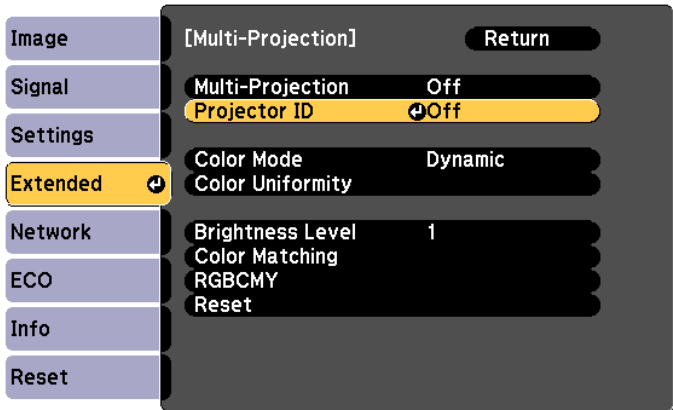 Image
Signal
Settings
Extended
Network
ECO
Info
Reset
[Multi-Projection] Return
Multi-Projection Off
Projector ID Off
Color Mode Dynamic
Color Uniformity
Brightness Level 1
Color Matching
RGBCMY
Reset